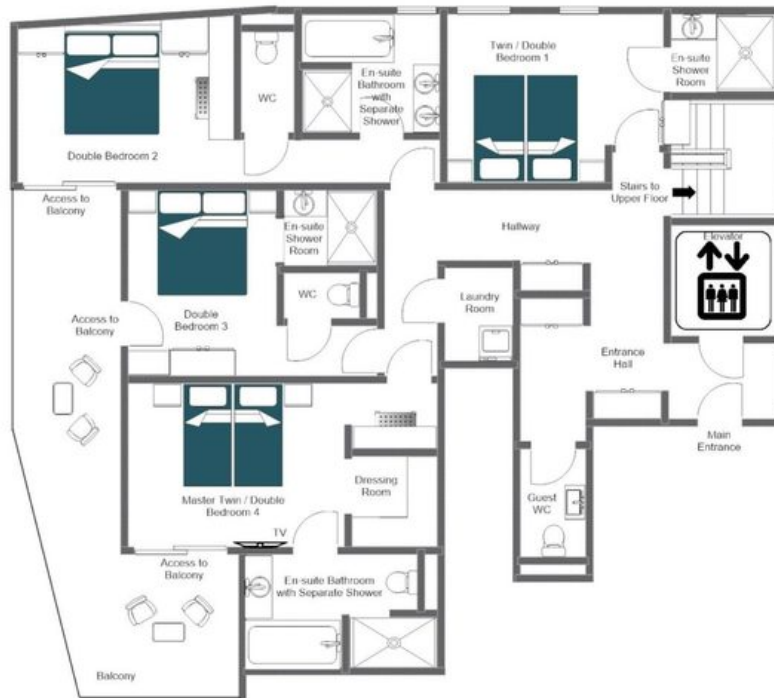 Twin / Double
Bedroom 1
En-suite
Shower
Room
En-suite
Bathroom
with
Separate
Shower
WC
Double Bedroom 2
Access to
Balcony
Stairs to
Upper Floor
Hallway
Elevator
En-suite
Shower
Room
WC
Double
Bedroom 3
Access to
Balcony
Laundry
Room
Entrance
Hall
Main
Entrance
Master Twin / Double
Bedroom 4
Dressing
Room
TV
Guest
WC
Access to
Balcony
En-suite Bathroom
with Separate Shower
Balcony